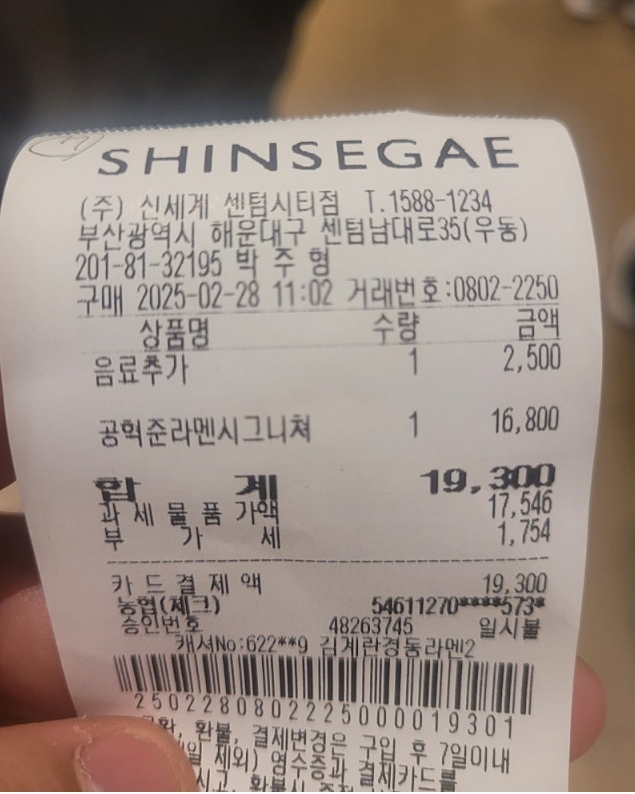 SHINSEGAE
(주) 신세계 센텀시티점 T.1588-1234
부산광역시 해운대구 센텀남대로35(우동)
201-81-32195 박 주 형
구매 2025-02-28 11:02 거래번호:0802-2250
상품명 수량 금액
음료추가 1 2,500
공혁준라멘시그니쳐 1 16,800
합 계 19,300
과 세 물 품 가액 17,546
부 가 세 1,754
카 드 결 제 액 19,300
농협(체크) 54611270****573*
승인번호 48263745 일시불
캐셔No:622**9 김계란경동라멘2
2502280802225000019301
교환, 환불, 결제변경은 구입 후 7일이내
제외) 영수증과 결제카드를